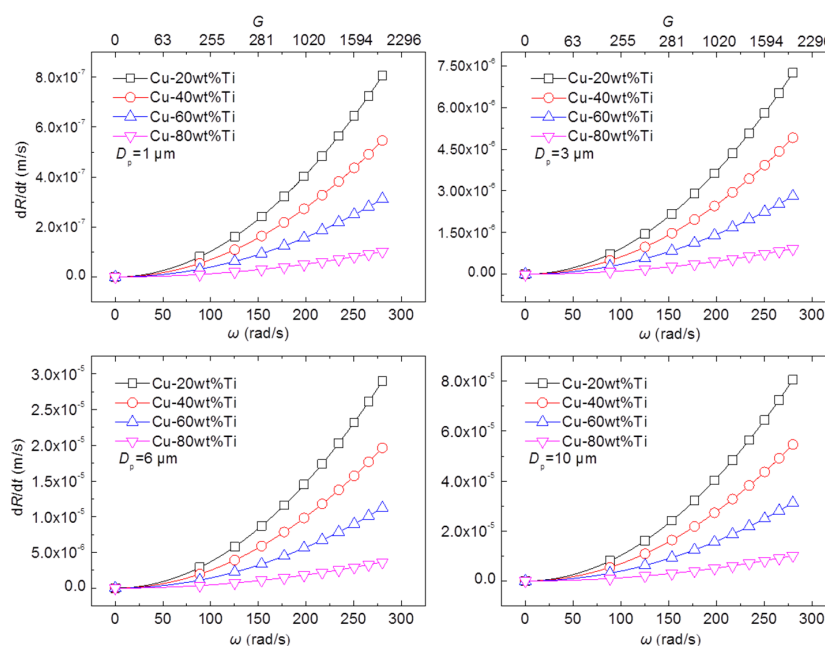 G
0 63 255 281 1020 1594 2296
8.0x10⁻⁷
6.0x10⁻⁷
4.0x10⁻⁷
2.0x10⁻⁷
0.0
dR/dt (m/s)
Cu-20wt%Ti
Cu-40wt%Ti
Cu-60wt%Ti
Cu-80wt%Ti
Dp=1 µm
0 50 100 150 200 250 300
ω (rad/s)
G
0 63 255 281 1020 1594 2296
7.50x10⁻⁶
6.00x10⁻⁶
4.50x10⁻⁶
3.00x10⁻⁶
1.50x10⁻⁶
0.00
dR/dt (m/s)
Cu-20wt%Ti
Cu-40wt%Ti
Cu-60wt%Ti
Cu-80wt%Ti
Dp=3 µm
0 50 100 150 200 250 300
ω (rad/s)
3.0x10⁻⁵
2.5x10⁻⁵
2.0x10⁻⁵
1.5x10⁻⁵
1.0x10⁻⁵
5.0x10⁻⁶
0.0
dR/dt (m/s)
Cu-20wt%Ti
Cu-40wt%Ti
Cu-60wt%Ti
Cu-80wt%Ti
Dp=6 µm
0 50 100 150 200 250 300
ω (rad/s)
8.0x10⁻⁵
6.0x10⁻⁵
4.0x10⁻⁵
2.0x10⁻⁵
0.0
dR/dt (m/s)
Cu-20wt%Ti
Cu-40wt%Ti
Cu-60wt%Ti
Cu-80wt%Ti
Dp=10 µm
0 50 100 150 200 250 300
ω (rad/s)